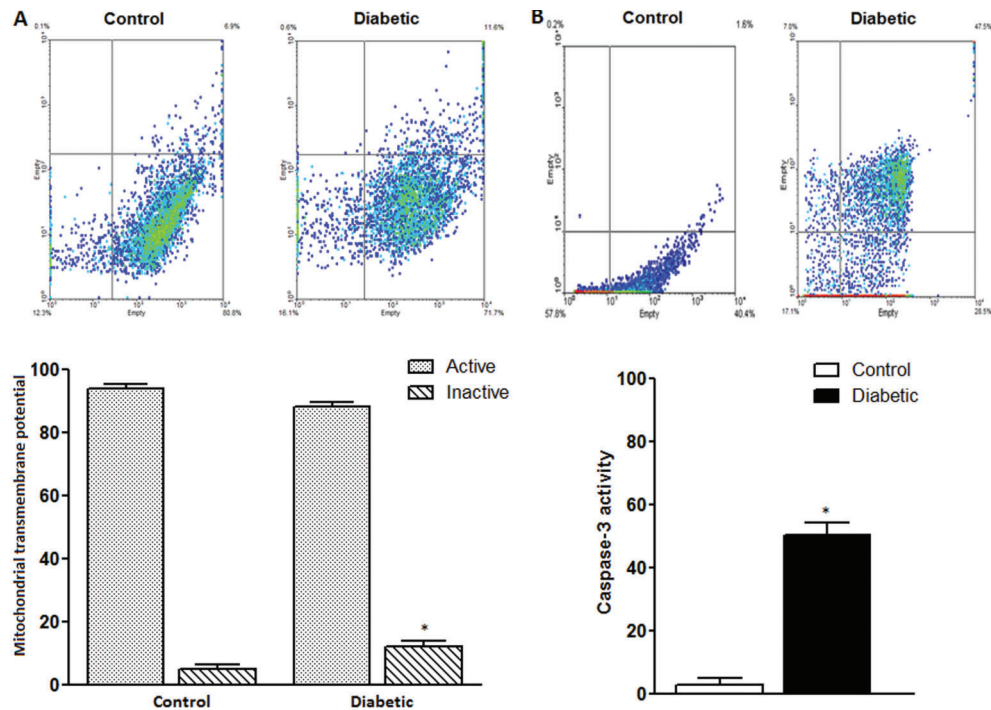 A
Control
Diabetic
B
Control
Diabetic
0.1%
6.9%
0.6%
11.6%
0.2%
1.6%
7.0%
47.5%
Empty
Empty
Empty
Empty
12.3%
Empty
80.8%
16.1%
Empty
71.7%
57.8%
Empty
40.4%
17.1%
Empty
28.5%
Mitochondrial transmembrane potential
100
80
60
40
20
0
Active
Inactive
*
Control
Diabetic
Caspase-3 activity
100
80
60
40
20
0
Control
Diabetic
*